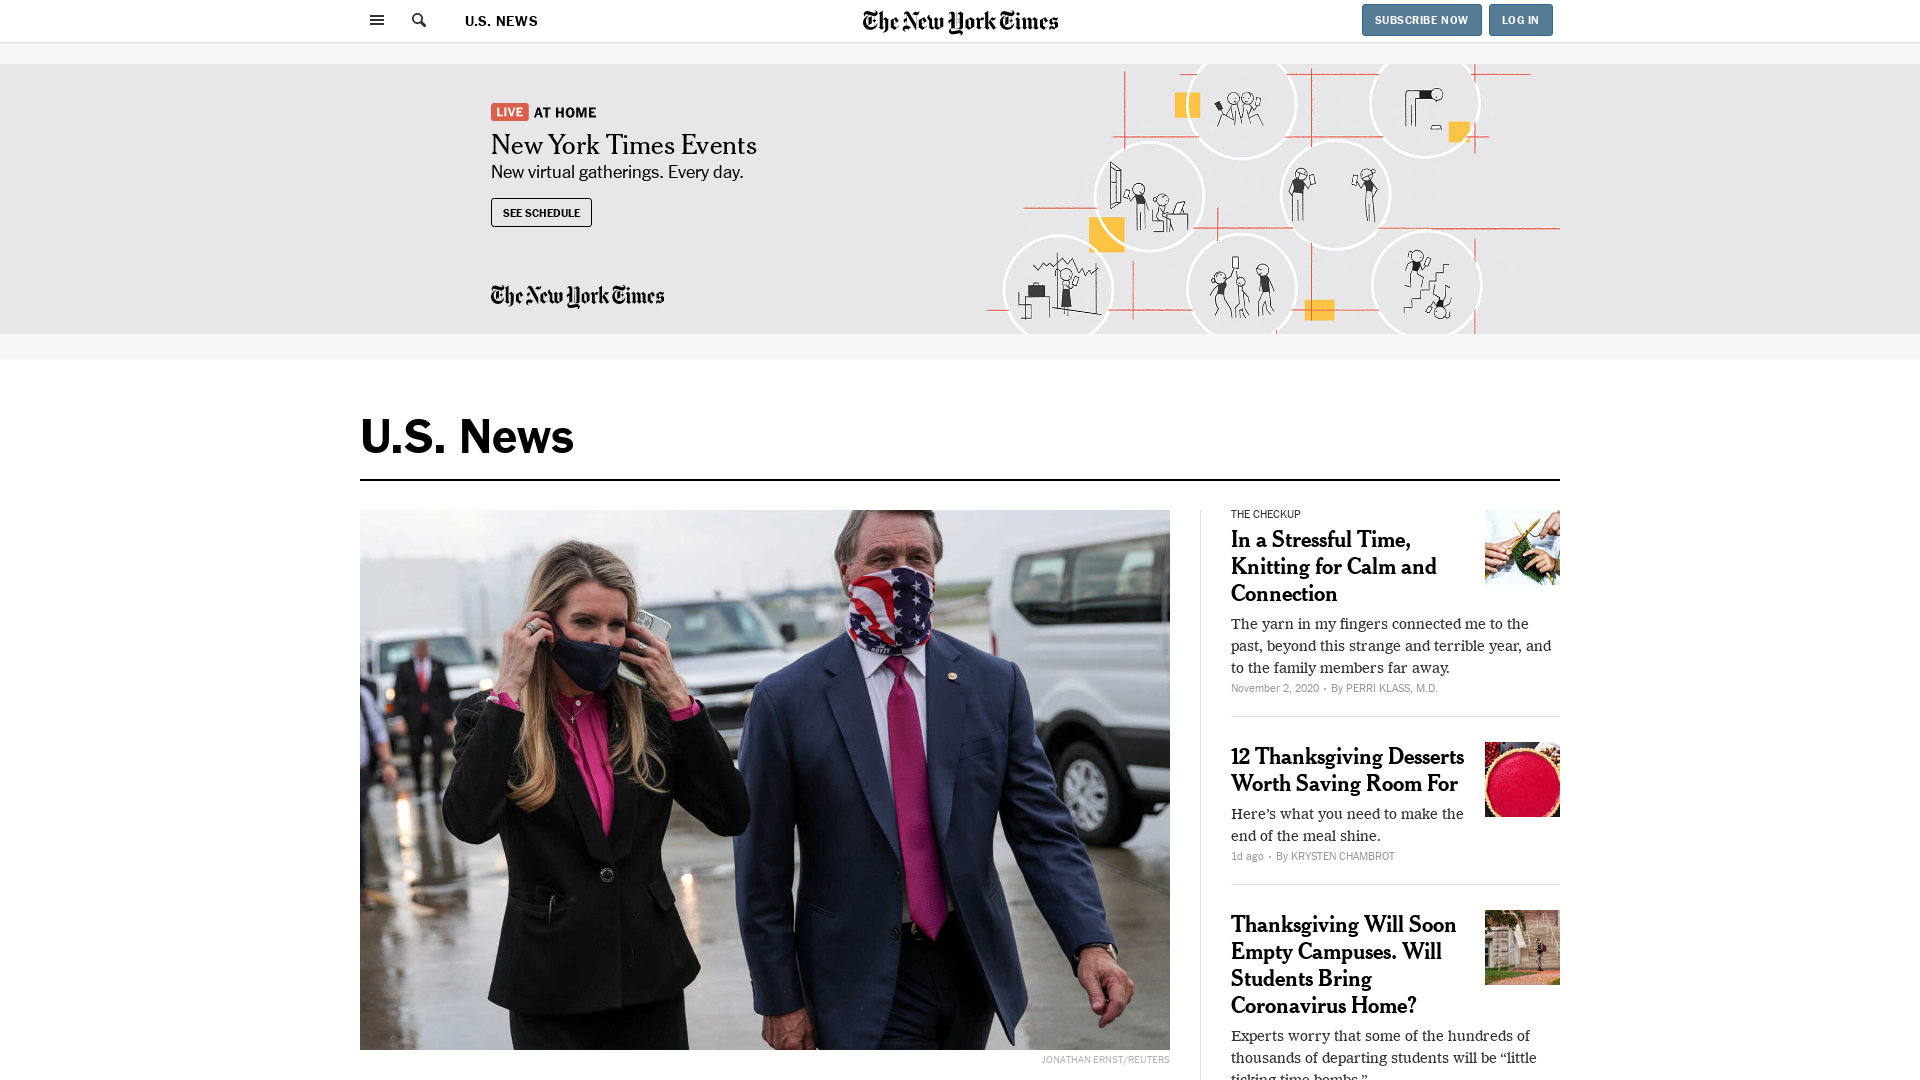 U.S. NEWS
The New York Times
SUBSCRIBE NOW
LOG IN
LIVE AT HOME
New York Times Events
New virtual gatherings. Every day.
SEE SCHEDULE
The New York Times
U.S. News
JONATHAN ERNST/REUTERS
THE CHECKUP
In a Stressful Time,
Knitting for Calm and
Connection
The yarn in my fingers connected me to the
past, beyond this strange and terrible year, and
to the family members far away.
November 2, 2020 • By PERRI KLASS, M.D.
12 Thanksgiving Desserts
Worth Saving Room For
Here’s what you need to make the
end of the meal shine.
1d ago • By KRYSTEN CHAMBROT
Thanksgiving Will Soon
Empty Campuses. Will
Students Bring
Coronavirus Home?
Experts worry that some of the hundreds of
thousands of departing students will be “little
ticking time bombs.”